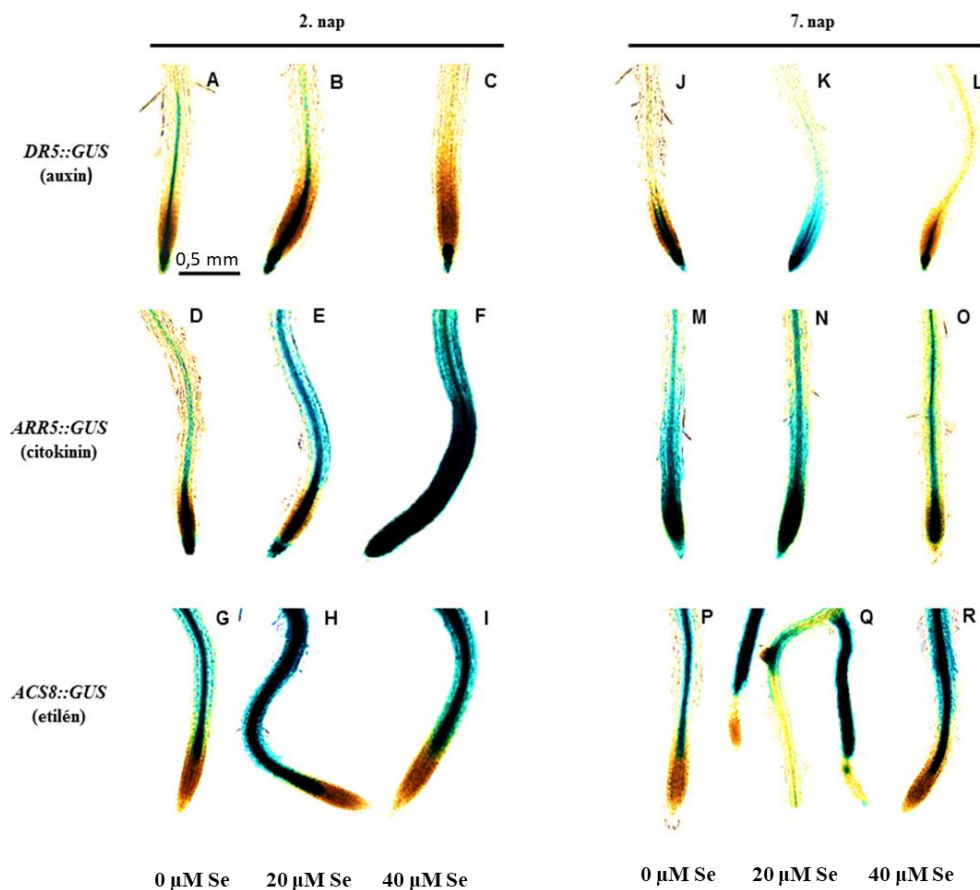 2. nap 7. nap
A B C J K L
DR5::GUS
(auxin)
0,5 mm
D E F M N O
ARR5::GUS
(citokinin)
G H I P Q R
ACS8::GUS
(etilén)
0 µM Se 20 µM Se 40 µM Se 0 µM Se 20 µM Se 40 µM Se